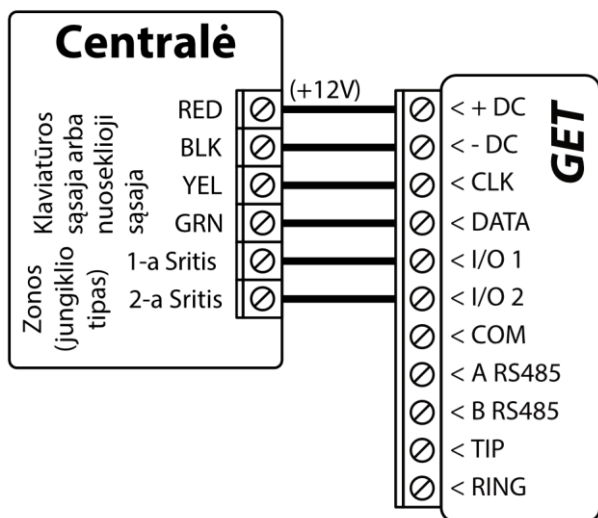 Centralė
Klaviatūros
sąsaja arba
nuoseklioji
sąsaja
Zonos
(jungiklio
tipas)
RED
BLK
YEL
GRN
1-a Sritis
2-a Sritis
(+12V)
GET
< + DC
< - DC
< CLK
< DATA
< I/O 1
< I/O 2
< COM
< A RS485
< B RS485
< TIP
< RING